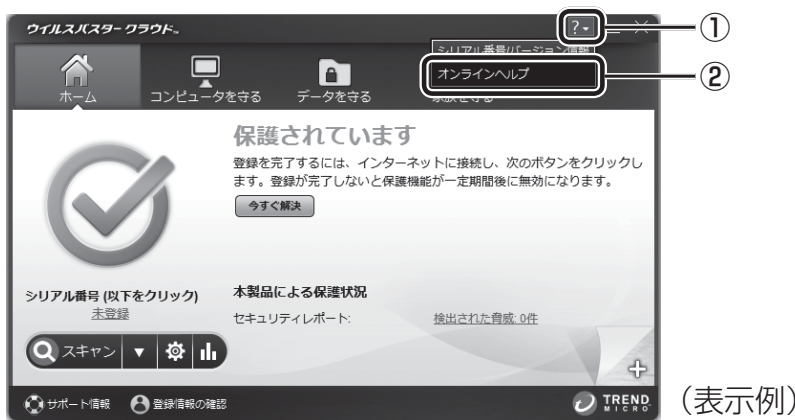 ウイルスバスター クラウド™
?
①
シリアル番号/バージョン情報
オンラインヘルプ
②
ホーム
コンピュータを守る
データを守る
家族を守る
保護されています
登録を完了するには、インターネットに接続し、次のボタンをクリックし
ます。登録が完了しないと保護機能が一定期間後に無効になります。
今すぐ解決
シリアル番号 (以下をクリック)
未登録
本製品による保護状況
セキュリティレポート:
検出された脅威: 0件
スキャン
サポート情報
登録情報の確認
TREND
MICRO
(表示例)